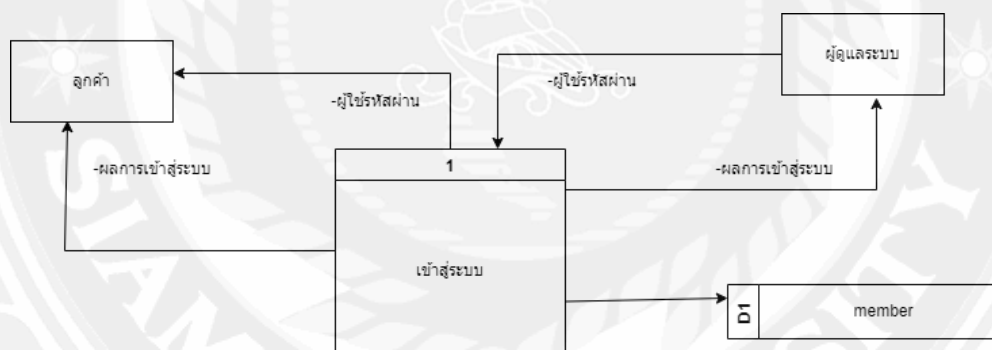 ลูกค้า
ผู้ดูแลระบบ
-ผู้ใช้รหัสผ่าน
-ผู้ใช้รหัสผ่าน
-ผลการเข้าสู่ระบบ
1
-ผลการเข้าสู่ระบบ
เข้าสู่ระบบ
D1
member
SIAM
SITY